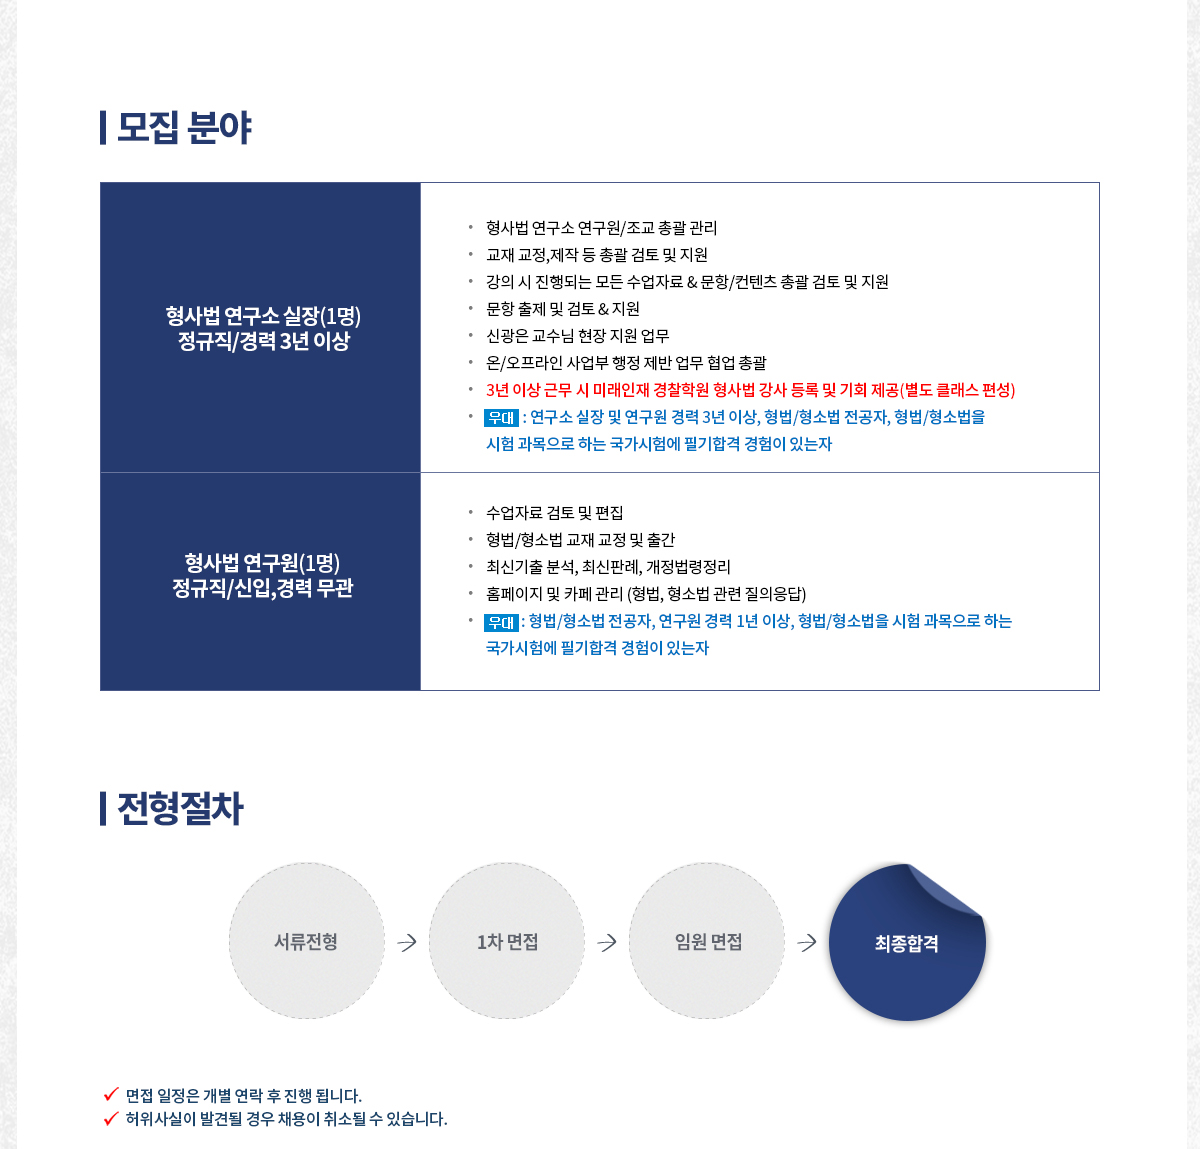 모집 분야
형사법 연구소 실장(1명)
정규직/경력 3년 이상
• 형사법 연구소 연구원/조교 총괄 관리
• 교재 교정,제작 등 총괄 검토 및 지원
• 강의 시 진행되는 모든 수업자료 & 문항/컨텐츠 총괄 검토 및 지원
• 문항 출제 및 검토 & 지원
• 신광은 교수님 현장 지원 업무
• 온/오프라인 사업부 행정 제반 업무 협업 총괄
• 3년 이상 근무 시 미래인재 경찰학원 형사법 강사 등록 및 기회 제공(별도 클래스 편성)
• 우대 : 연구소 실장 및 연구원 경력 3년 이상, 형법/형소법 전공자, 형법/형소법을
시험 과목으로 하는 국가시험에 필기합격 경험이 있는자
형사법 연구원(1명)
정규직/신입,경력 무관
• 수업자료 검토 및 편집
• 형법/형소법 교재 교정 및 출간
• 최신기출 분석, 최신판례, 개정법령정리
• 홈페이지 및 카페 관리 (형법, 형소법 관련 질의응답)
• 우대 : 형법/형소법 전공자, 연구원 경력 1년 이상, 형법/형소법을 시험 과목으로 하는
국가시험에 필기합격 경험이 있는자
전형절차
서류전형
1차 면접
임원 면접
최종합격
면접 일정은 개별 연락 후 진행 됩니다.
허위사실이 발견될 경우 채용이 취소될 수 있습니다.